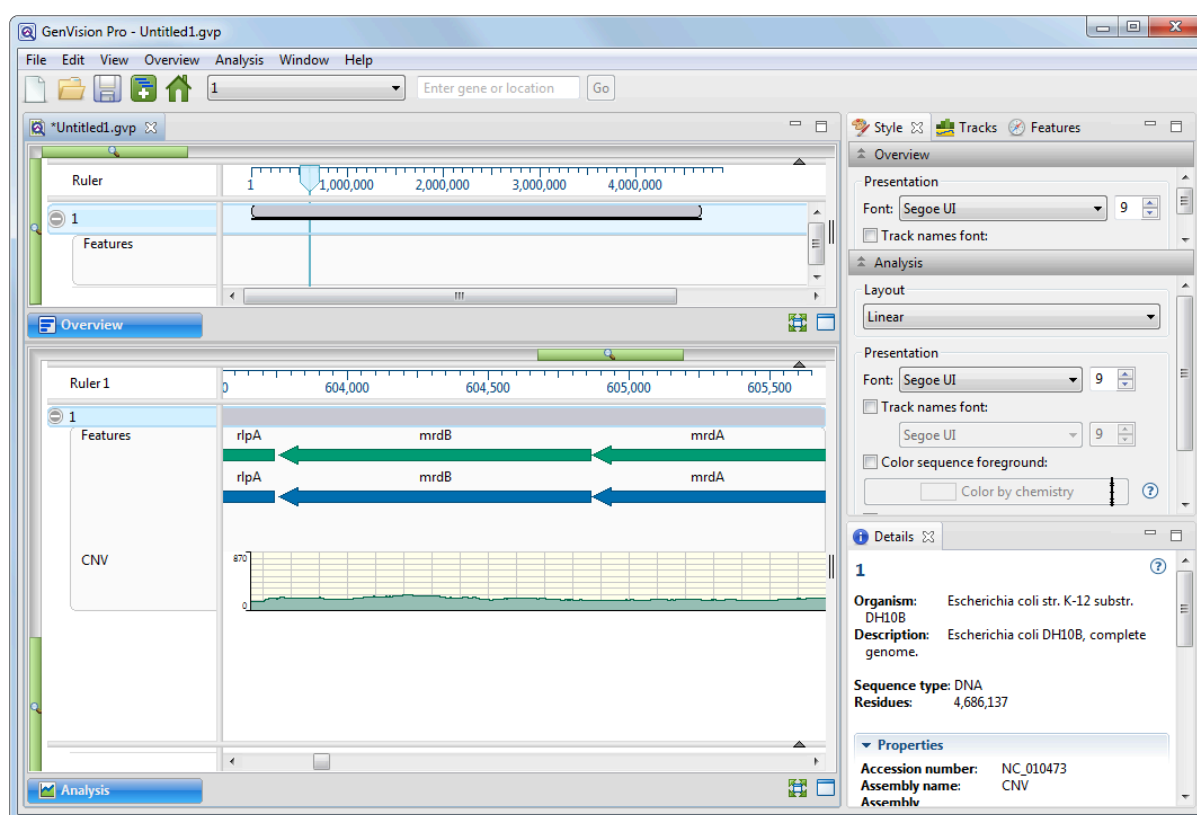 GenVision Pro - Untitled1.gvp
File Edit View Overview Analysis Window Help
1 Enter gene or location Go
*Untitled1.gvp
Ruler 1 1,000,000 2,000,000 3,000,000 4,000,000
1
Features
Overview
Ruler 1 0 604,000 604,500 605,000 605,500
1
Features rlpA mrdB mrdA
rlpA mrdB mrdA
CNV 870
0
Analysis
Style Tracks Features
Overview
Presentation
Font: Segoe UI 9
Track names font:
Analysis
Layout
Linear
Presentation
Font: Segoe UI 9
Track names font:
Segoe UI 9
Color sequence foreground:
Color by chemistry ?
Details
1 ?
Organism: Escherichia coli str. K-12 substr.
DH10B
Description: Escherichia coli DH10B, complete
genome.
Sequence type: DNA
Residues: 4,686,137
Properties
Accession number: NC_010473
Assembly name: CNV
Assembly